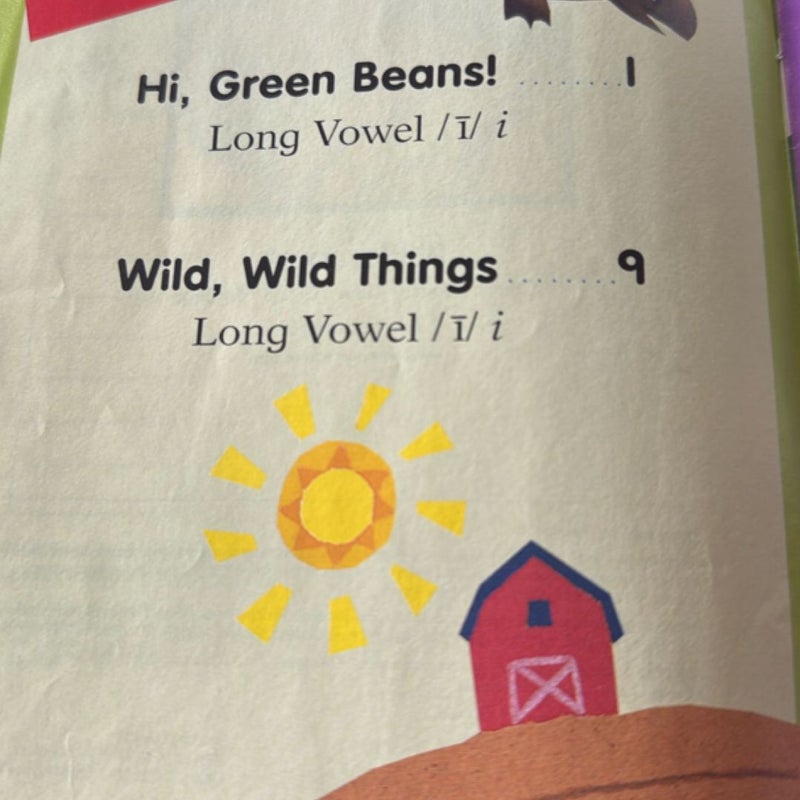 Hi, Green Beans! ........1
Long Vowel /ī/ i
Wild, Wild Things ........9
Long Vowel /ī/ i